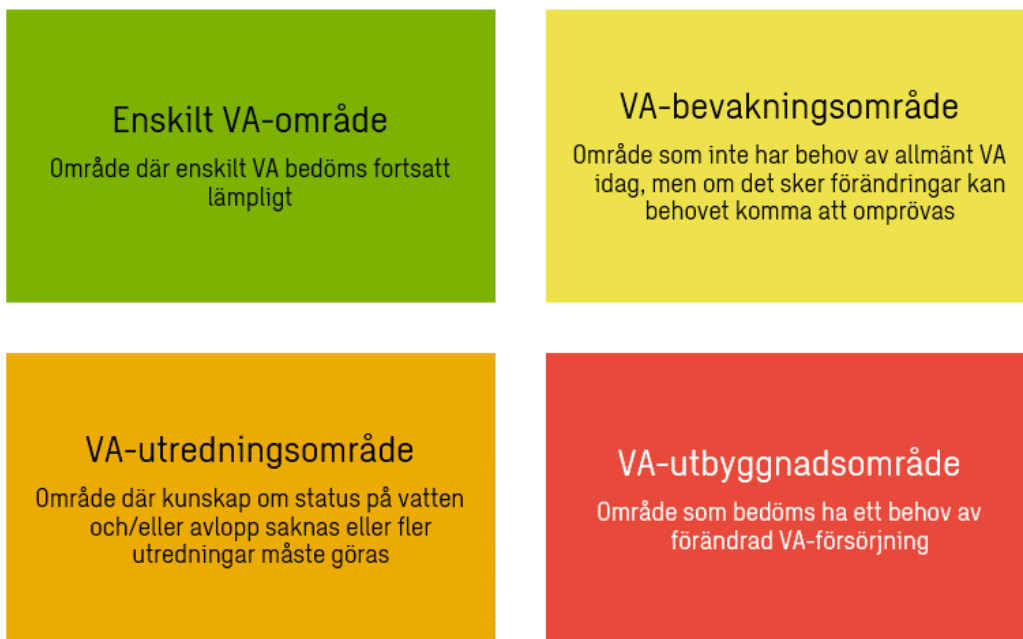 Enskilt VA-område
Område där enskilt VA bedöms fortsatt
lämpligt
VA-bevakningsområde
Område som inte har behov av allmänt VA
idag, men om det sker förändringar kan
behovet komma att omprövas
VA-utredningsområde
Område där kunskap om status på vatten
och/eller avlopp saknas eller fler
utredningar måste göras
VA-utbyggnadsområde
Område som bedöms ha ett behov av
förändrad VA-försörjning